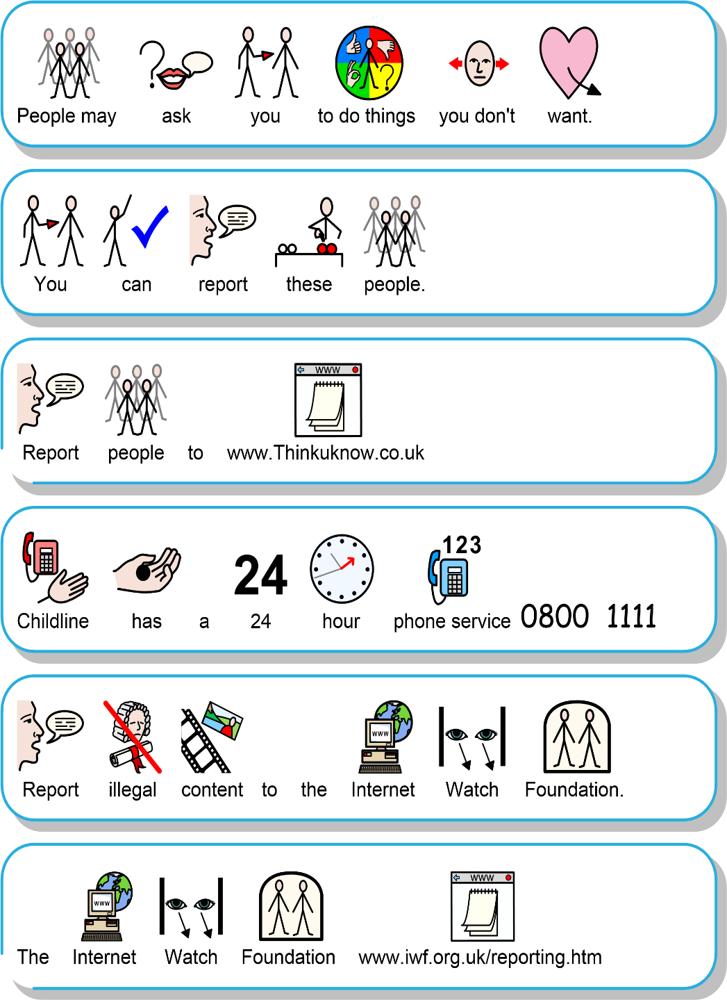 People may ask you to do things you don't want.
You can report these people.
www
Report people to www.Thinkuknow.co.uk
24 123
Childline has a 24 hour phone service 0800 1111
www
Report illegal content to the Internet Watch Foundation.
www www
The Internet Watch Foundation www.iwf.org.uk/reporting.htm